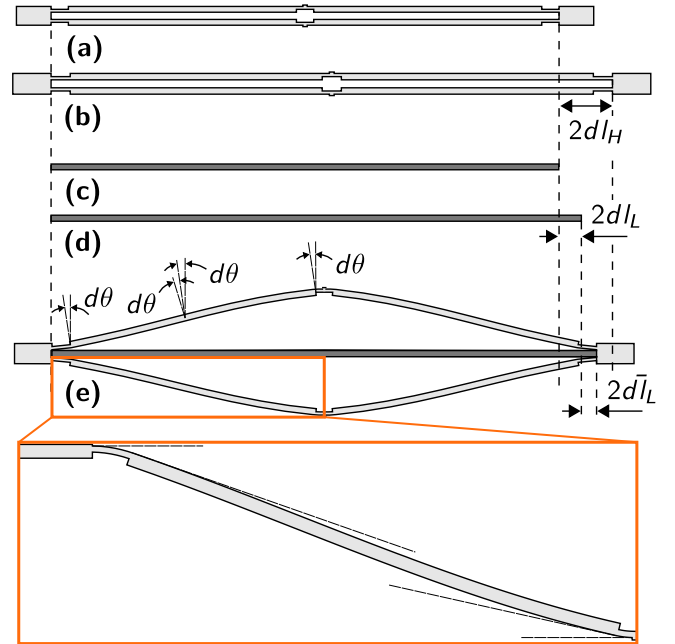 (a)
(b)
2dl_H
(c)
(d)
2dl_L
dθ
dθ
dθ
dθ
(e)
2dl̄_L